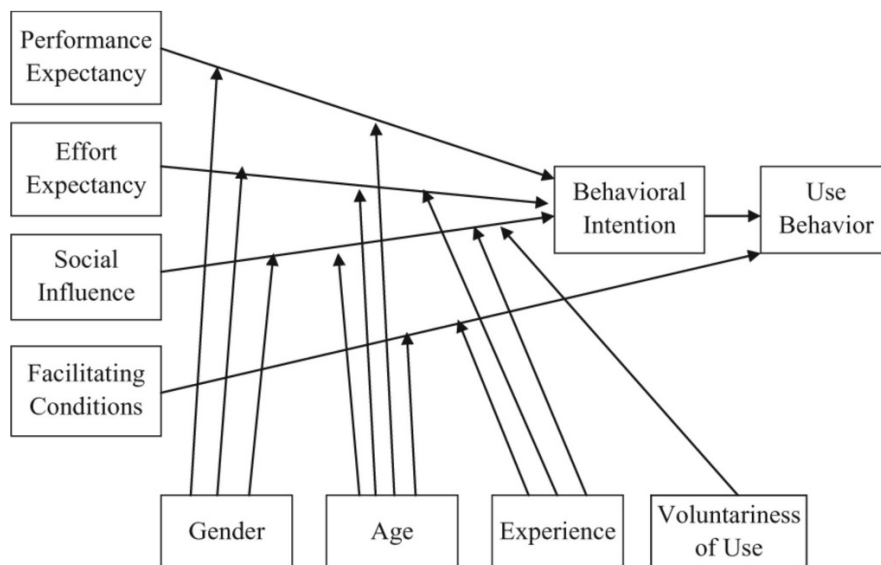 Performance
Expectancy
Effort
Expectancy
Social
Influence
Facilitating
Conditions
Behavioral
Intention
Use
Behavior
Gender
Age
Experience
Voluntariness
of Use